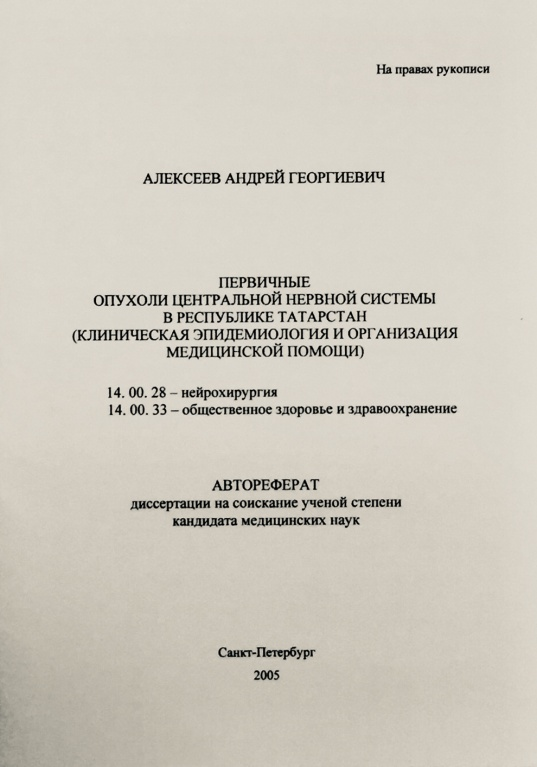 На правах рукописи
АЛЕКСЕЕВ АНДРЕЙ ГЕОРГИЕВИЧ
ПЕРВИЧНЫЕ
ОПУХОЛИ ЦЕНТРАЛЬНОЙ НЕРВНОЙ СИСТЕМЫ
В РЕСПУБЛИКЕ ТАТАРСТАН
(КЛИНИЧЕСКАЯ ЭПИДЕМИОЛОГИЯ И ОРГАНИЗАЦИЯ
МЕДИЦИНСКОЙ ПОМОЩИ)
14. 00. 28 – нейрохирургия
14. 00. 33 – общественное здоровье и здравоохранение
АВТОРЕФЕРАТ
диссертации на соискание ученой степени
кандидата медицинских наук
Санкт-Петербург
2005